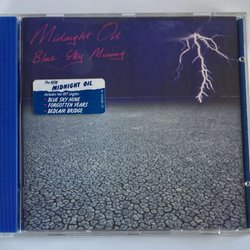 Midnight Oil
Blue Sky Mining
The NEW
MIDNIGHT OIL
includes the HIT singles:
• BLUE SKY MINE
• FORGOTTEN YEARS
• BEDLAM BRIDGE